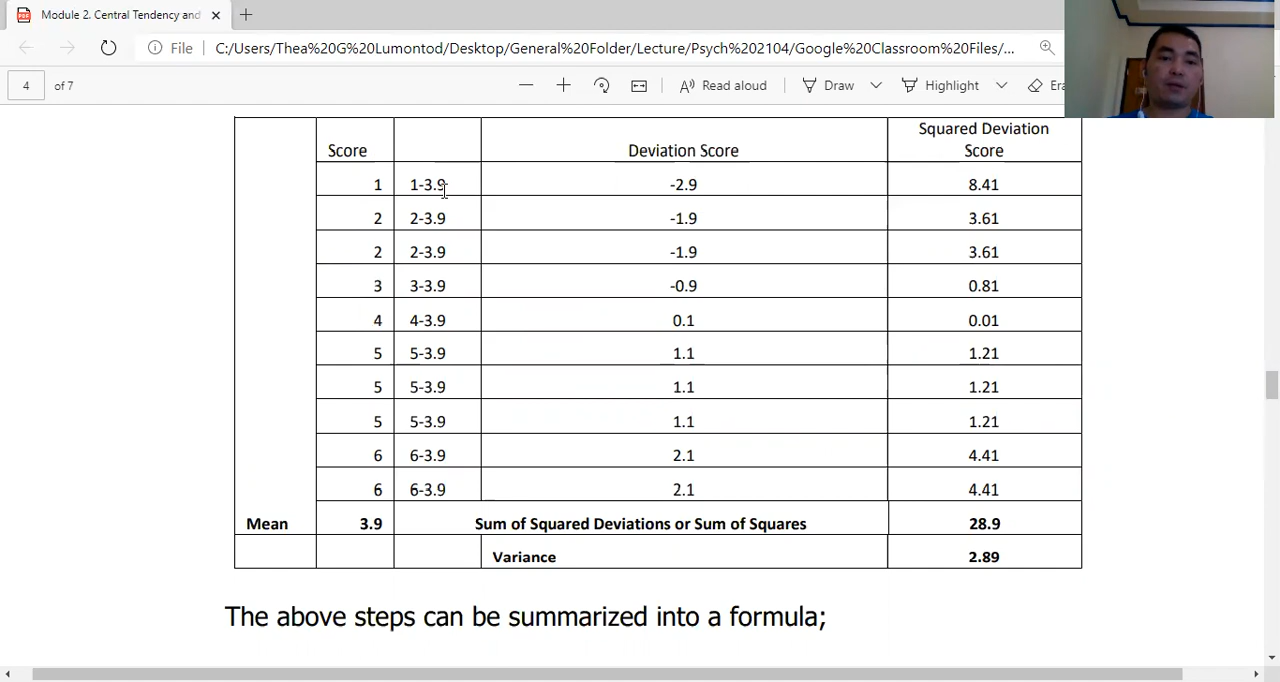 Module 2. Central Tendency and
File C:/Users/Thea%20G%20Lumontod/Desktop/General%20Folder/Lecture/Psych%202104/Google%20Classroom%20Files/...
4 of 7 Read aloud Draw Highlight Era
Score Deviation Score Squared Deviation Score
1 1-3.9 -2.9 8.41
2 2-3.9 -1.9 3.61
2 2-3.9 -1.9 3.61
3 3-3.9 -0.9 0.81
4 4-3.9 0.1 0.01
5 5-3.9 1.1 1.21
5 5-3.9 1.1 1.21
5 5-3.9 1.1 1.21
6 6-3.9 2.1 4.41
6 6-3.9 2.1 4.41
Mean 3.9 Sum of Squared Deviations or Sum of Squares 28.9
Variance 2.89
The above steps can be summarized into a formula;